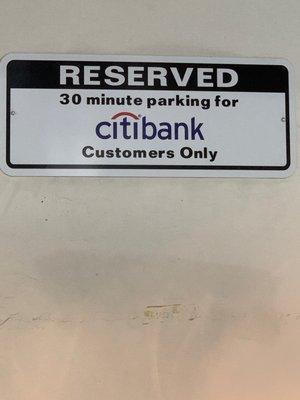 RESERVED
30 minute parking for
citibank
Customers Only